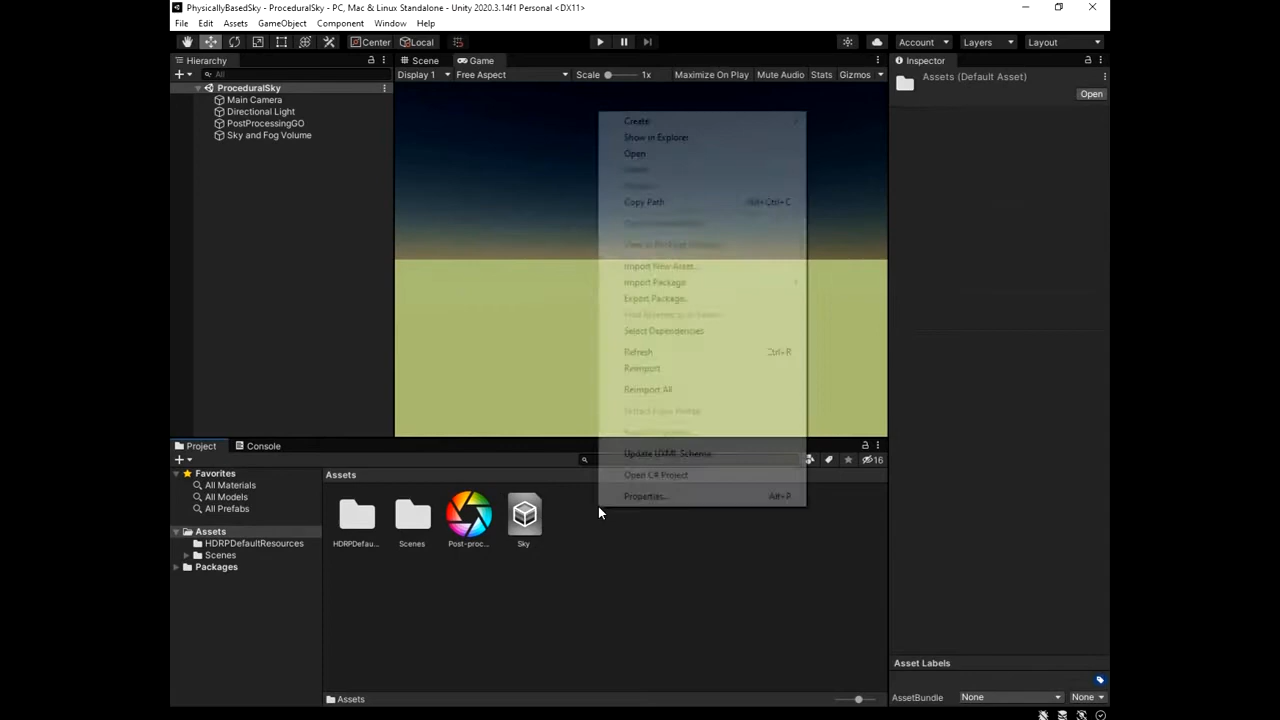 PhysicallyBasedSky - ProceduralSky - PC, Mac & Linux Standalone - Unity 2020.3.14f1 Personal <DX11>
File Edit Assets GameObject Component Window Help
Center Local Account Layers Layout
Hierarchy
All
ProceduralSky
Main Camera
Directional Light
PostProcessingGO
Sky and Fog Volume
Scene Game
Display 1 Free Aspect Scale 1x Maximize On Play Mute Audio Stats Gizmos
Create
Show in Explorer
Open
Copy Path Alt+Ctrl+C
Import New Asset...
Import Package
Export Package...
Select Dependencies
Refresh Ctrl+R
Reimport
Reimport All
Update UXML Schema
Open C# Project
Properties... Alt+P
Inspector
Assets (Default Asset)
Open
Project Console
16
Favorites
All Materials
All Models
All Prefabs
Assets
HDRPDefaultResources
Scenes
Packages
Assets
HDRPDefau...
Scenes
Post-proc...
Sky
Assets
Asset Labels
AssetBundle None None